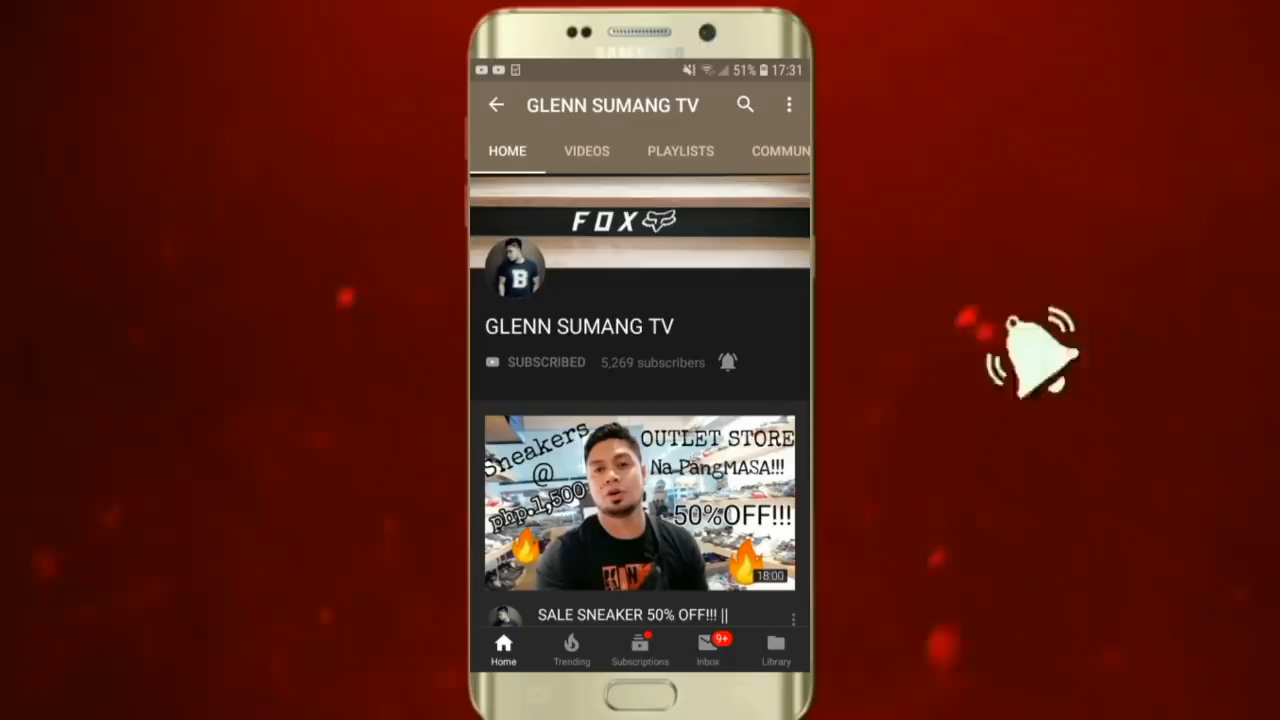 SAMSUNG
51% 17:31
GLENN SUMANG TV
HOME VIDEOS PLAYLISTS COMMUN
FOX
B
GLENN SUMANG TV
SUBSCRIBED 5,269 subscribers
Sneakers
@
php.1,500
OUTLET STORE
Na PangMASA!!!
50%OFF!!!
18:00
SALE SNEAKER 50% OFF!!! ||
9+
Home Trending Subscriptions Inbox Library